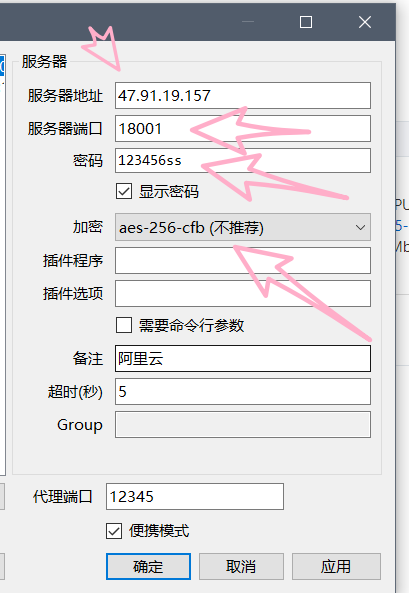 服务器
服务器地址 47.91.19.157
服务器端口 18001
密码 123456ss
显示密码
加密 aes-256-cfb (不推荐)
插件程序
插件选项
需要命令行参数
备注 阿里云
超时(秒) 5
Group
代理端口 12345
便携模式
确定 取消 应用
PU
5-
Mb